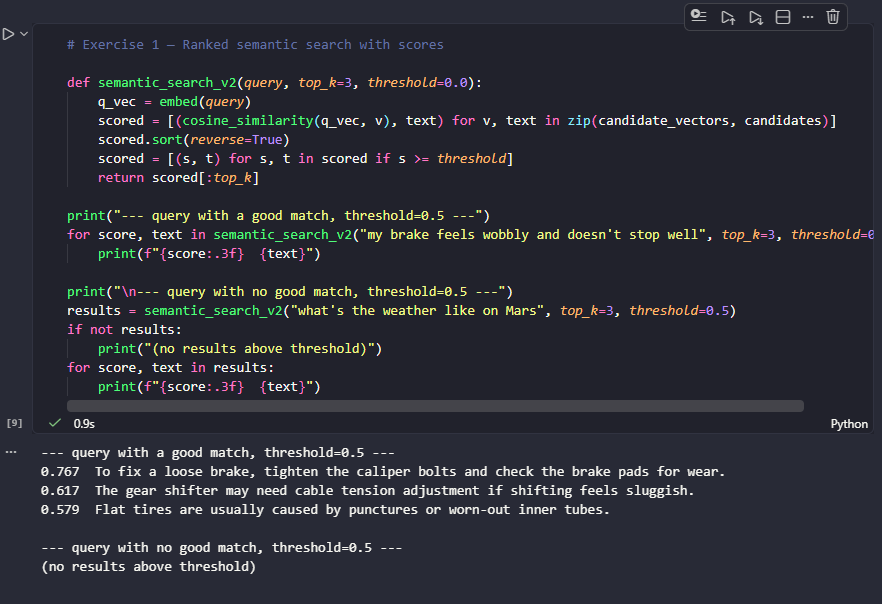 # Exercise 1 — Ranked semantic search with scores
def semantic_search_v2(query, top_k=3, threshold=0.0):
    q_vec = embed(query)
    scored = [(cosine_similarity(q_vec, v), text) for v, text in zip(candidate_vectors, candidates)]
    scored.sort(reverse=True)
    scored = [(s, t) for s, t in scored if s >= threshold]
    return scored[:top_k]
print("--- query with a good match, threshold=0.5 ---")
for score, text in semantic_search_v2("my brake feels wobbly and doesn't stop well", top_k=3, threshold=0
    print(f"{score:.3f}  {text}")
print("\n--- query with no good match, threshold=0.5 ---")
results = semantic_search_v2("what's the weather like on Mars", top_k=3, threshold=0.5)
if not results:
    print("(no results above threshold)")
for score, text in results:
    print(f"{score:.3f}  {text}")
[9]
0.9s
Python
--- query with a good match, threshold=0.5 ---
0.767  To fix a loose brake, tighten the caliper bolts and check the brake pads for wear.
0.617  The gear shifter may need cable tension adjustment if shifting feels sluggish.
0.579  Flat tires are usually caused by punctures or worn-out inner tubes.
--- query with no good match, threshold=0.5 ---
(no results above threshold)